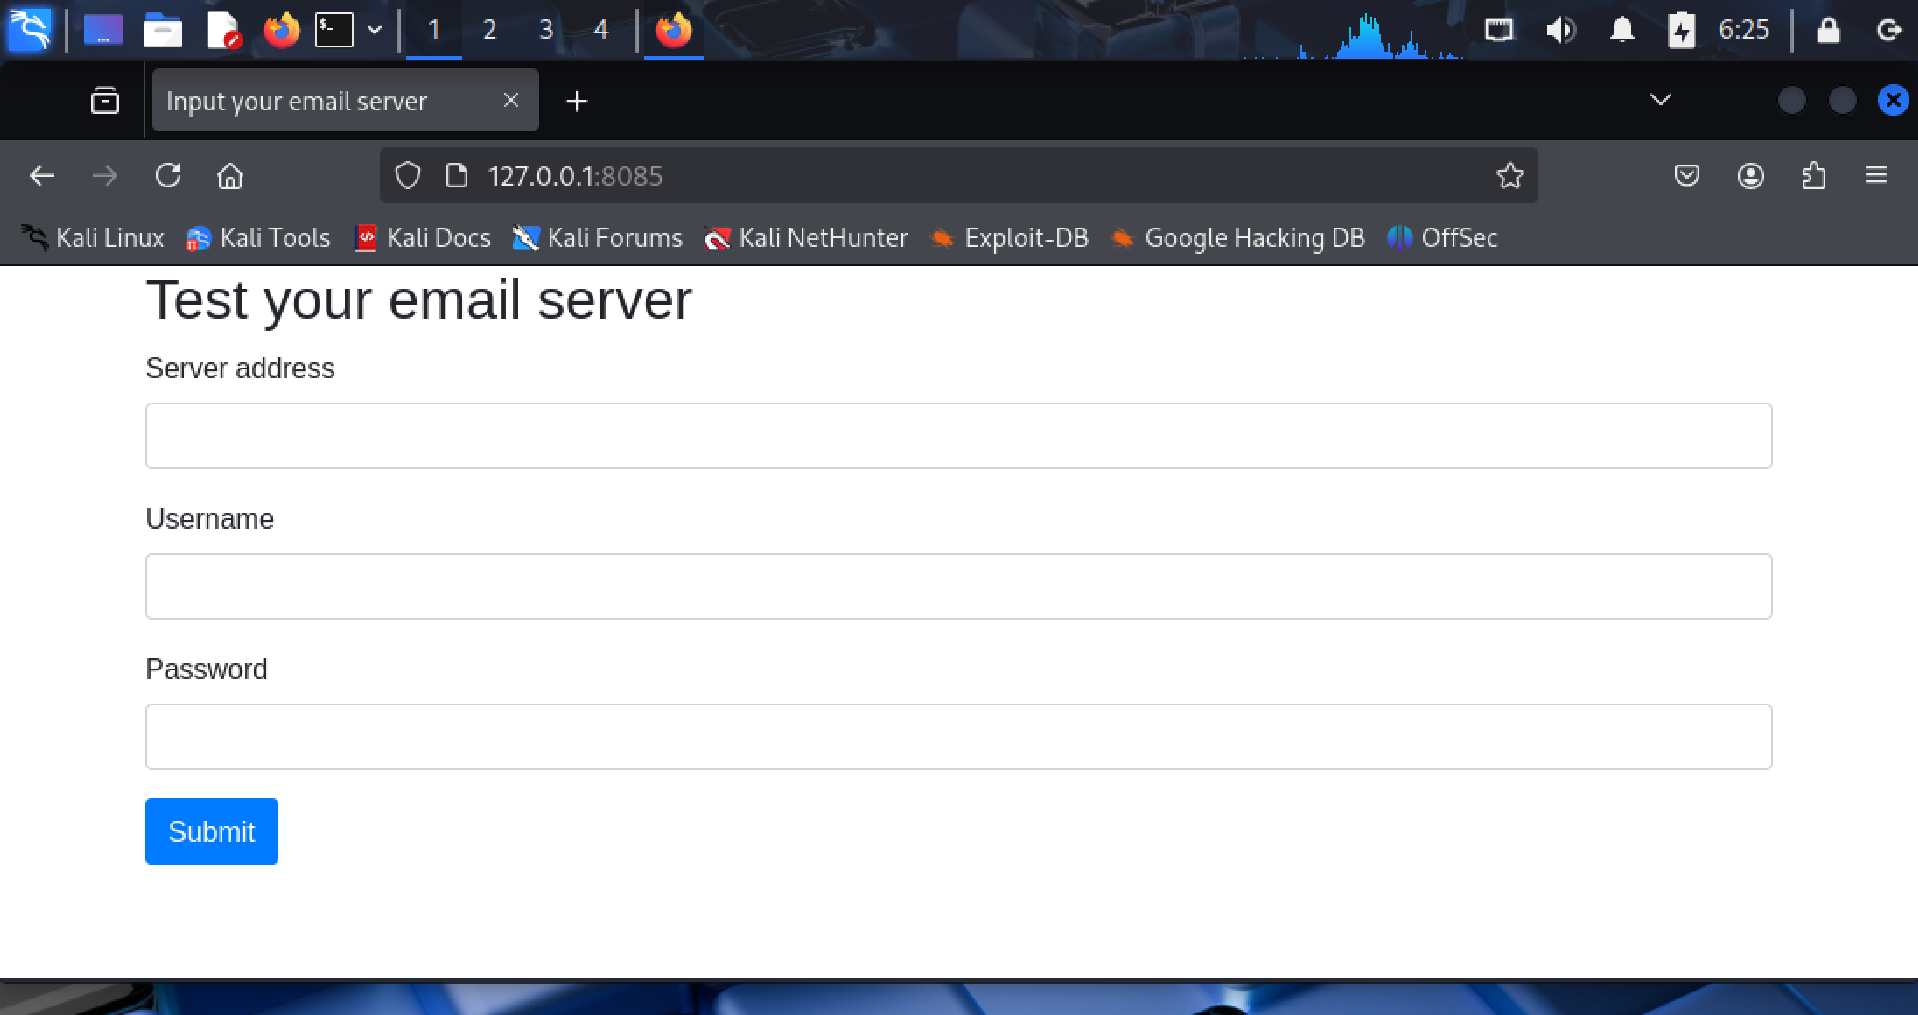 1 2 3 4 6:25
Input your email server
127.0.0.1:8085
Kali Linux Kali Tools Kali Docs Kali Forums Kali NetHunter Exploit-DB Google Hacking DB OffSec
Test your email server
Server address
Username
Password
Submit